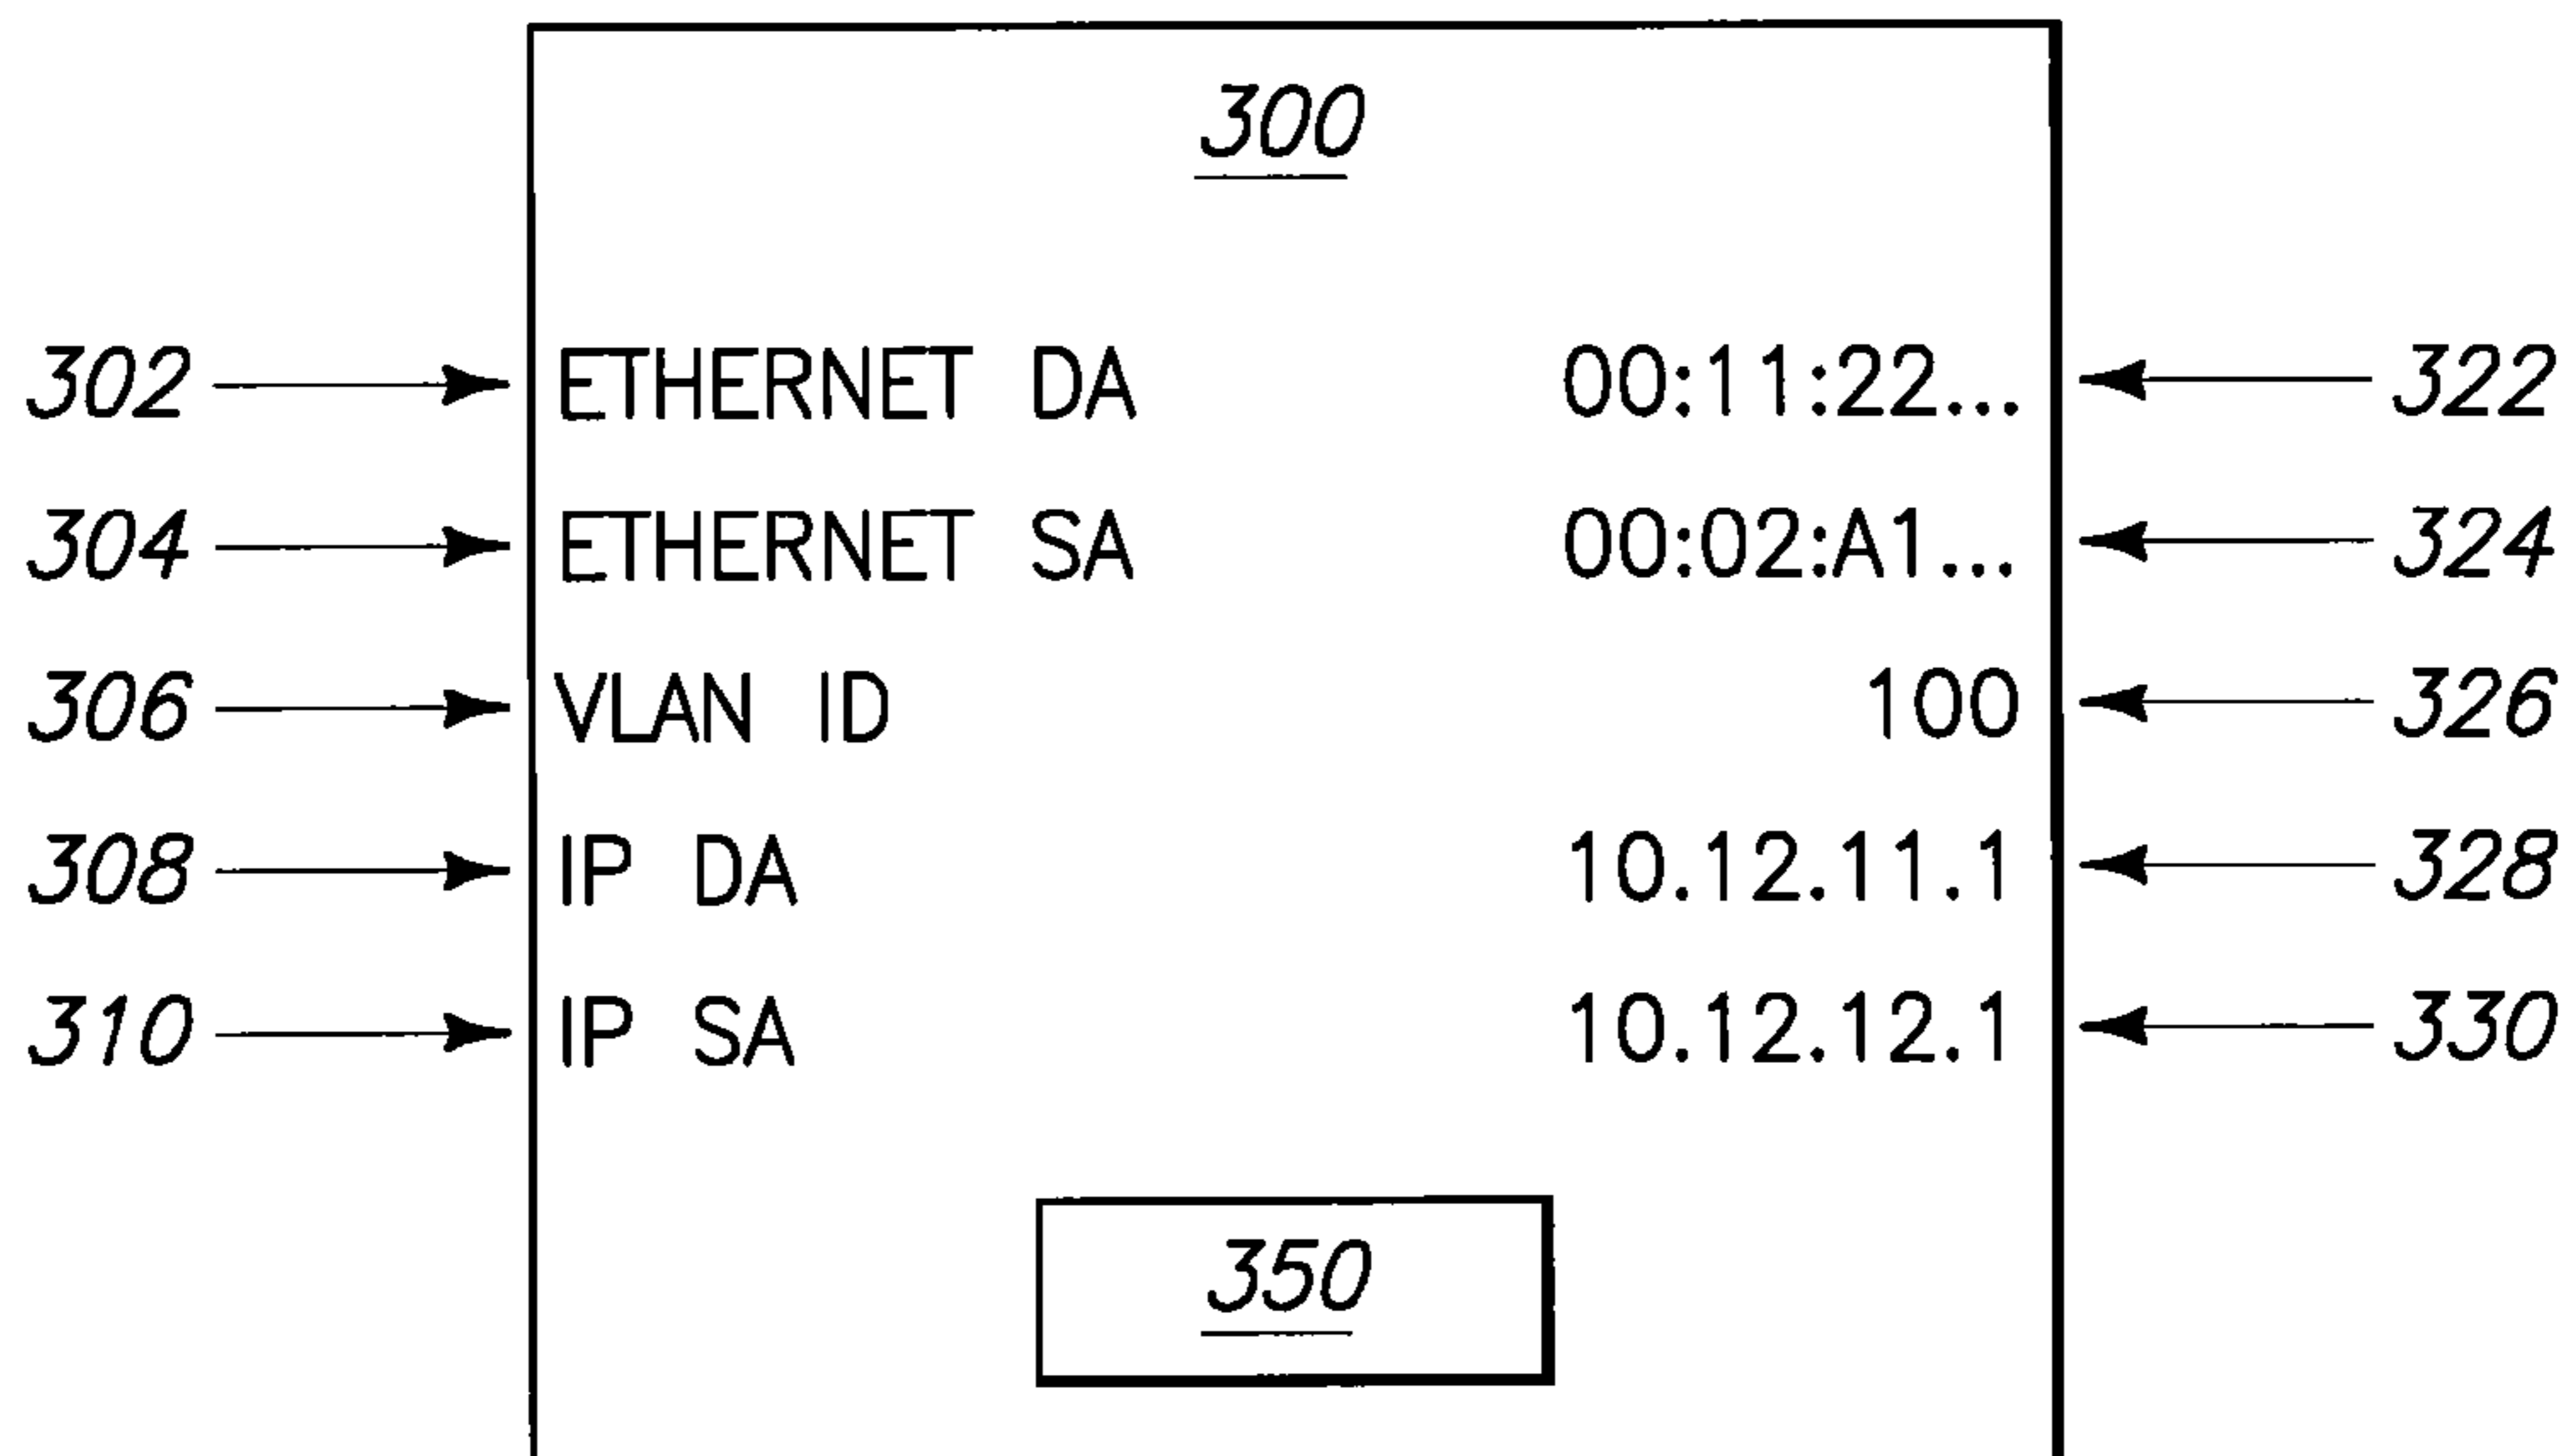 300
302 ETHERNET DA 00:11:22... 322
304 ETHERNET SA 00:02:A1... 324
306 VLAN ID 100 326
308 IP DA 10.12.11.1 328
310 IP SA 10.12.12.1 330
350